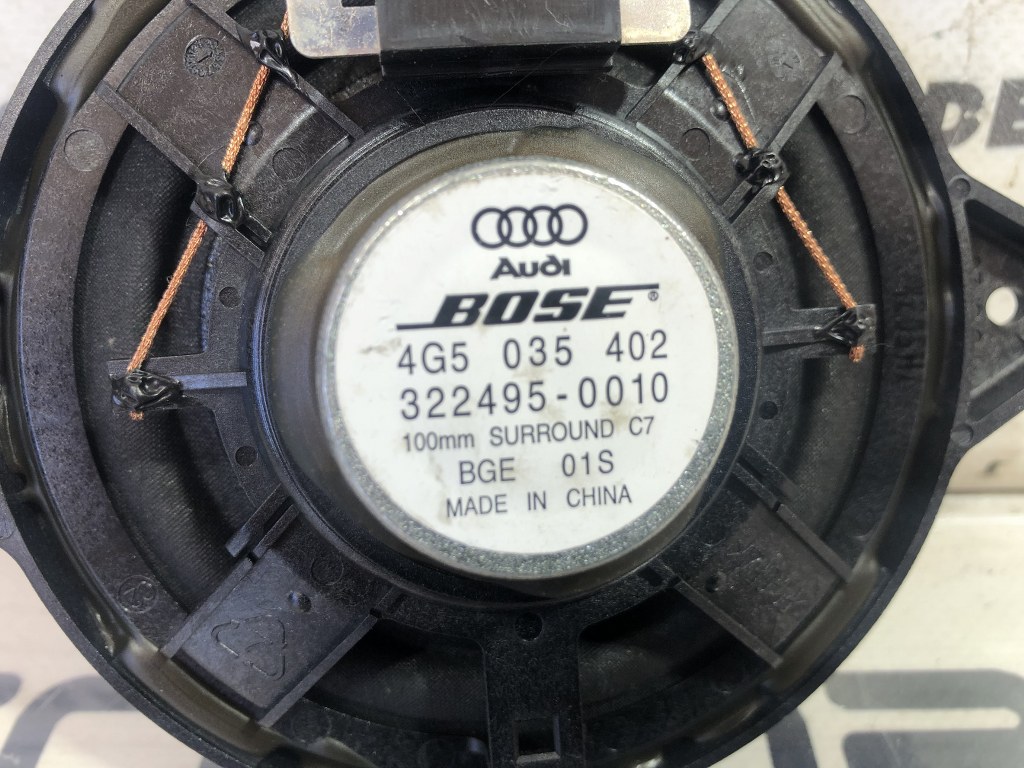 Audi
BOSE®
4G5 035 402
322495-0010
100mm SURROUND C7
BGE 01S
MADE IN CHINA